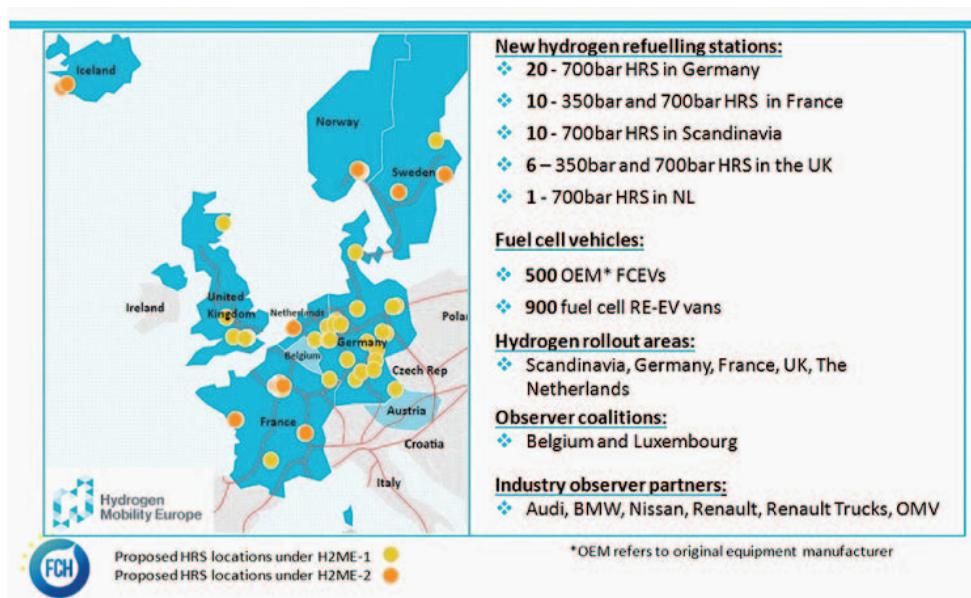 Iceland
Norway
Sweden
Ireland
United
Kingdom
Netherlands
Belgium
Germany
Czech Rep
Austria
France
Croatia
Italy
Hydrogen
Mobility Europe
New hydrogen refuelling stations:
20 - 700bar HRS in Germany
10 - 350bar and 700bar HRS in France
10 - 700bar HRS in Scandinavia
6 – 350bar and 700bar HRS in the UK
1 - 700bar HRS in NL
Fuel cell vehicles:
500 OEM* FCEVs
900 fuel cell RE-EV vans
Hydrogen rollout areas:
Scandinavia, Germany, France, UK, The
Netherlands
Observer coalitions:
Belgium and Luxembourg
Industry observer partners:
Audi, BMW, Nissan, Renault, Renault Trucks, OMV
FCH
Proposed HRS locations under H2ME-1
Proposed HRS locations under H2ME-2
*OEM refers to original equipment manufacturer